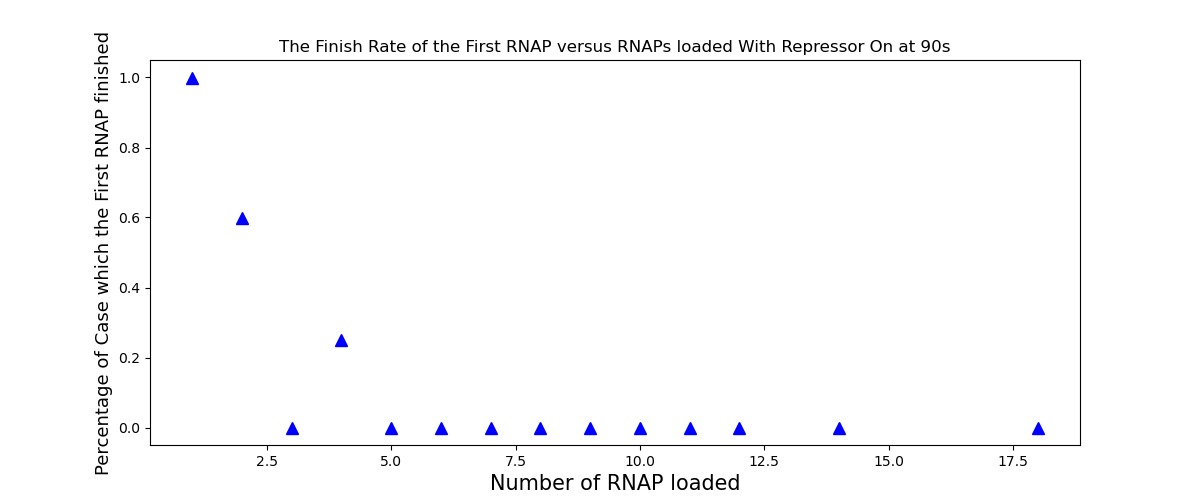 The Finish Rate of the First RNAP versus RNAPs loaded With Repressor On at 90s
Percentage of Case which the First RNAP finished
1.0
0.8
0.6
0.4
0.2
0.0
2.5 5.0 7.5 10.0 12.5 15.0 17.5
Number of RNAP loaded